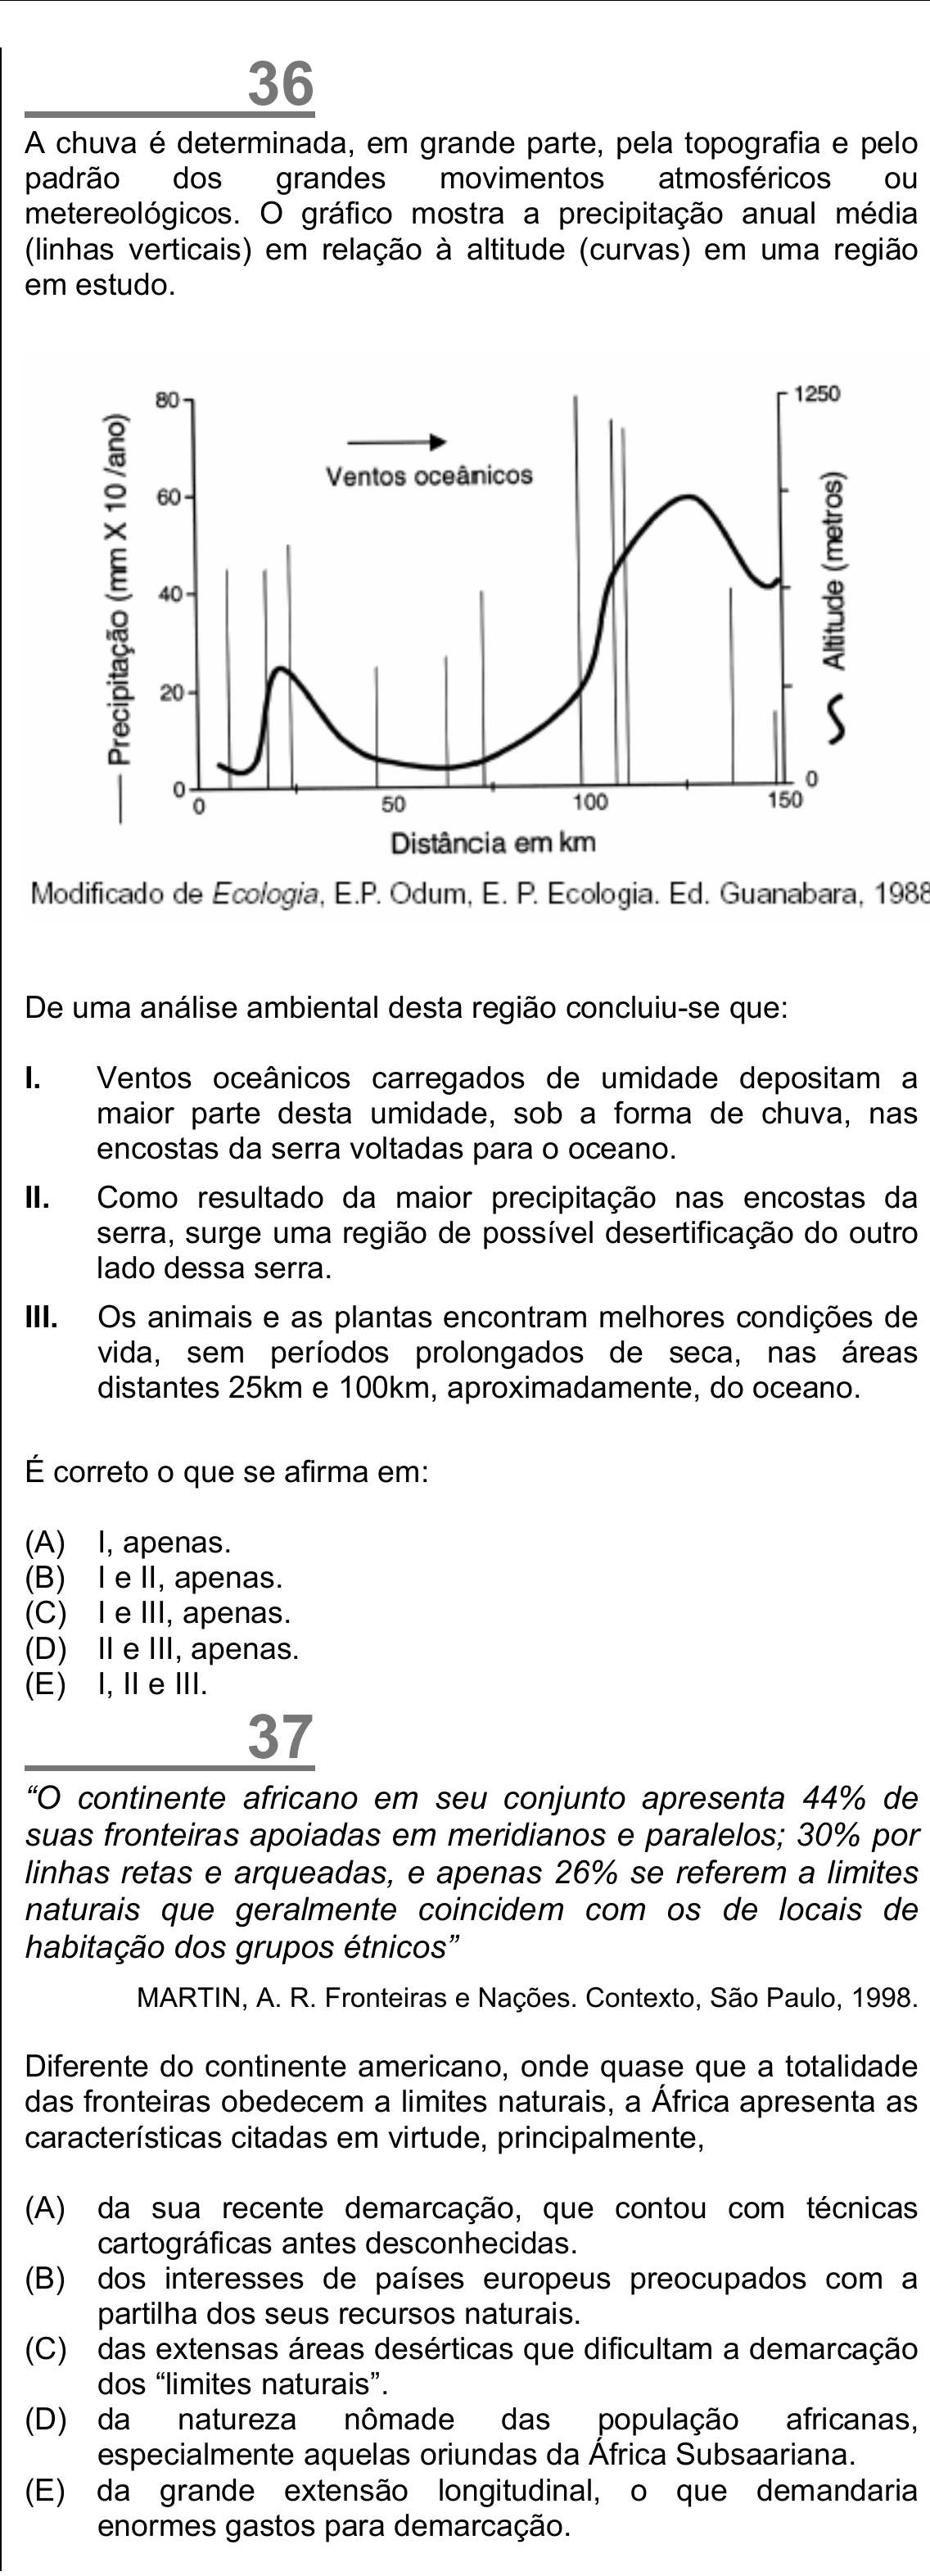 36
A chuva é determinada, em grande parte, pela topografia e pelo
padrão dos grandes movimentos atmosféricos ou
metereológicos. O gráfico mostra a precipitação anual média
(linhas verticais) em relação à altitude (curvas) em uma região
em estudo.
80
60
40
20
0
Precipitação (mm X 10 /ano)
Ventos oceânicos
1250
0
Altitude (metros)
0
50
100
150
Distância em km
Modificado de Ecologia, E.P. Odum, E. P. Ecologia. Ed. Guanabara, 1988
De uma análise ambiental desta região concluiu-se que:
I. Ventos oceânicos carregados de umidade depositam a
maior parte desta umidade, sob a forma de chuva, nas
encostas da serra voltadas para o oceano.
II. Como resultado da maior precipitação nas encostas da
serra, surge uma região de possível desertificação do outro
lado dessa serra.
III. Os animais e as plantas encontram melhores condições de
vida, sem períodos prolongados de seca, nas áreas
distantes 25km e 100km, aproximadamente, do oceano.
É correto o que se afirma em:
(A) I, apenas.
(B) I e II, apenas.
(C) I e III, apenas.
(D) II e III, apenas.
(E) I, II e III.
37
“O continente africano em seu conjunto apresenta 44% de
suas fronteiras apoiadas em meridianos e paralelos; 30% por
linhas retas e arqueadas, e apenas 26% se referem a limites
naturais que geralmente coincidem com os de locais de
habitação dos grupos étnicos”
MARTIN, A. R. Fronteiras e Nações. Contexto, São Paulo, 1998.
Diferente do continente americano, onde quase que a totalidade
das fronteiras obedecem a limites naturais, a África apresenta as
características citadas em virtude, principalmente,
(A) da sua recente demarcação, que contou com técnicas
cartográficas antes desconhecidas.
(B) dos interesses de países europeus preocupados com a
partilha dos seus recursos naturais.
(C) das extensas áreas desérticas que dificultam a demarcação
dos “limites naturais”.
(D) da natureza nômade das população africanas,
especialmente aquelas oriundas da África Subsaariana.
(E) da grande extensão longitudinal, o que demandaria
enormes gastos para demarcação.